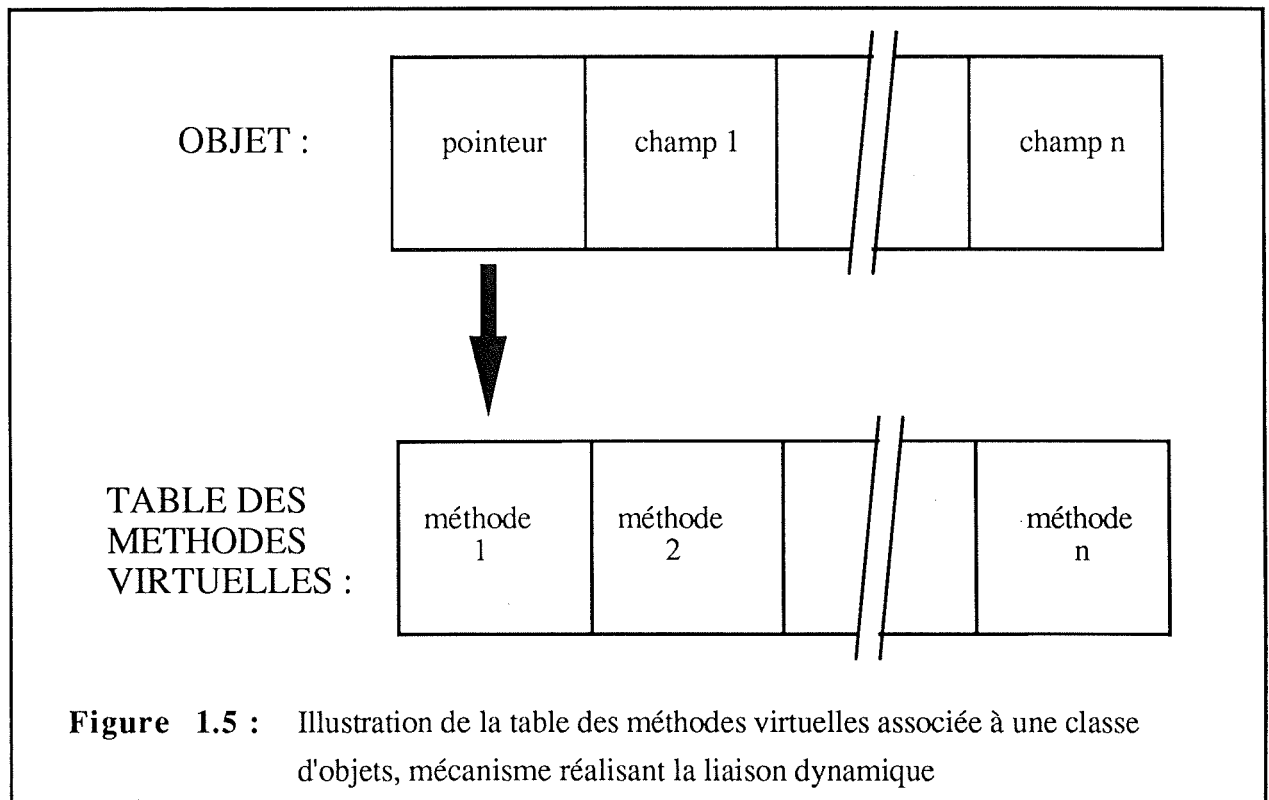 OBJET :
pointeur
champ 1
champ n
TABLE DES
METHODES
VIRTUELLES :
méthode
1
méthode
2
méthode
n
Figure 1.5 : Illustration de la table des méthodes virtuelles associée à une classe
d'objets, mécanisme réalisant la liaison dynamique